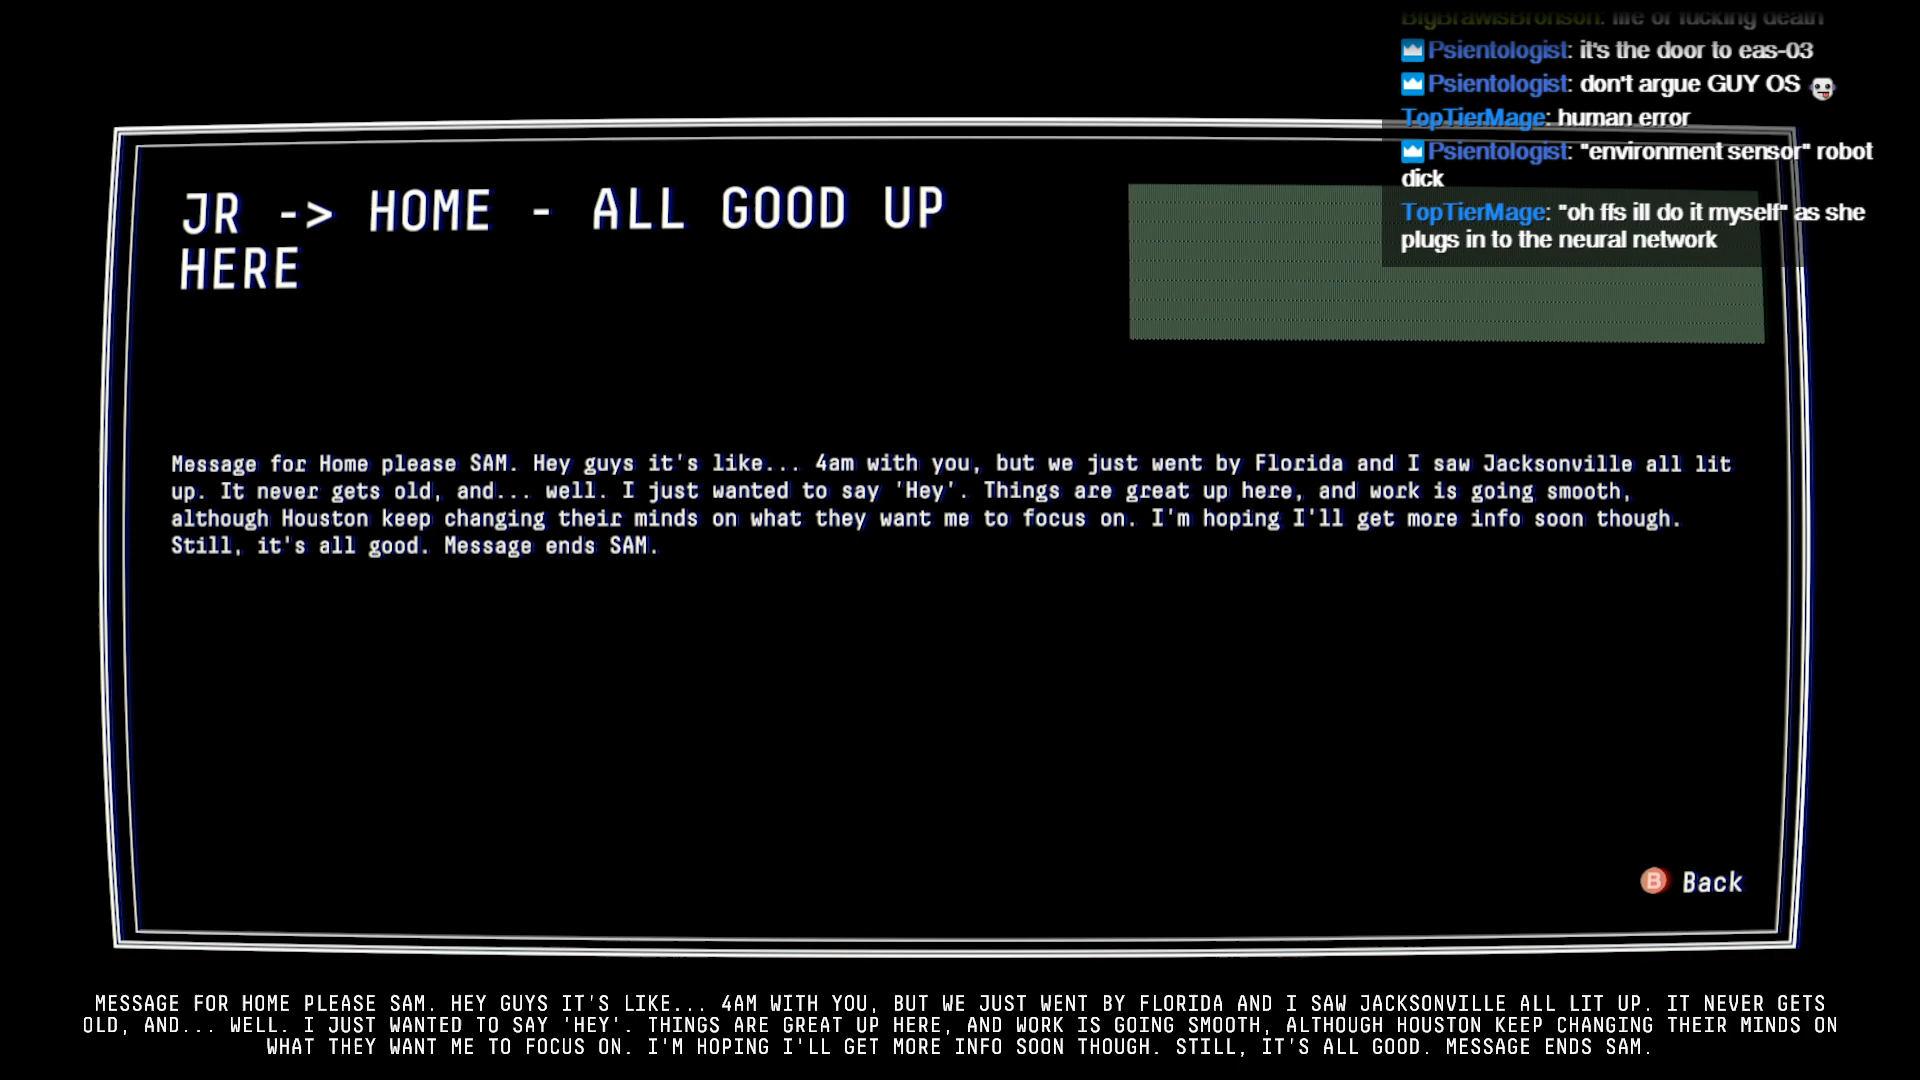 BigBrawlsBronson: life or fucking death
Psientologist: it's the door to eas-03
Psientologist: don't argue GUY OS
TopTierMage: human error
Psientologist: "environment sensor" robot
dick
TopTierMage: "oh ffs ill do it myself" as she
plugs in to the neural network
JR -> HOME - ALL GOOD UP
HERE
Message for Home please SAM. Hey guys it's like... 4am with you, but we just went by Florida and I saw Jacksonville all lit
up. It never gets old, and... well. I just wanted to say 'Hey'. Things are great up here, and work is going smooth,
although Houston keep changing their minds on what they want me to focus on. I'm hoping I'll get more info soon though.
Still, it's all good. Message ends SAM.
B Back
MESSAGE FOR HOME PLEASE SAM. HEY GUYS IT'S LIKE... 4AM WITH YOU, BUT WE JUST WENT BY FLORIDA AND I SAW JACKSONVILLE ALL LIT UP. IT NEVER GETS
OLD, AND... WELL. I JUST WANTED TO SAY 'HEY'. THINGS ARE GREAT UP HERE, AND WORK IS GOING SMOOTH, ALTHOUGH HOUSTON KEEP CHANGING THEIR MINDS ON
WHAT THEY WANT ME TO FOCUS ON. I'M HOPING I'LL GET MORE INFO SOON THOUGH. STILL, IT'S ALL GOOD. MESSAGE ENDS SAM.